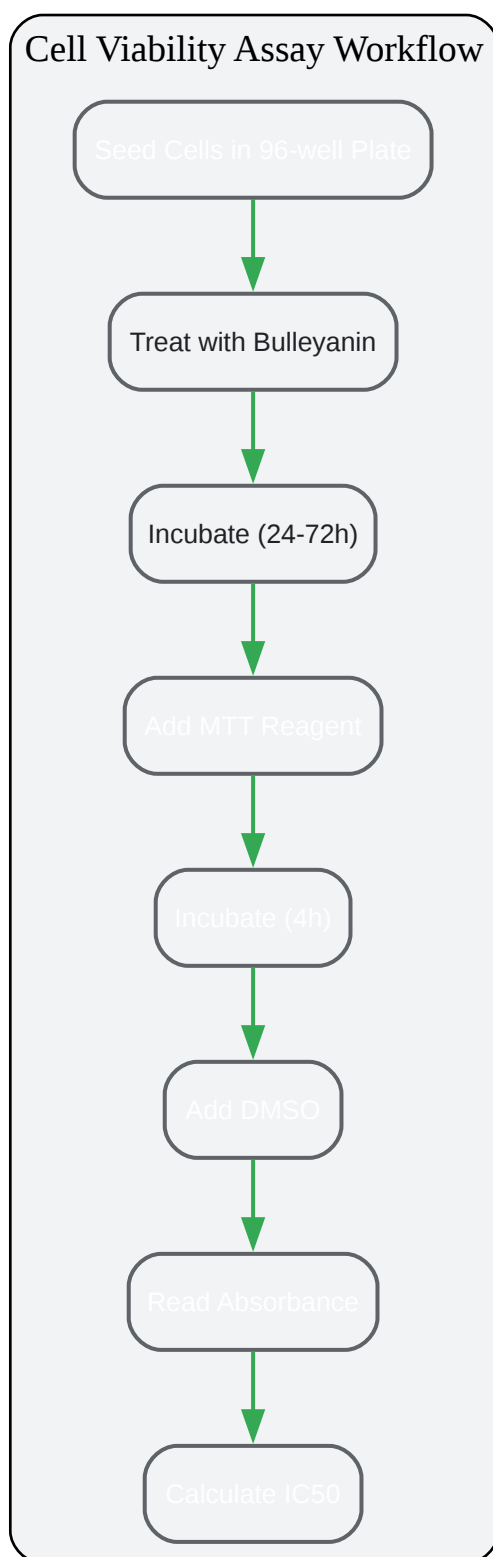 Cell Viability Assay Workflow
Seed Cells in 96-well Plate
Treat with Bulleyanin
Incubate (24-72h)
Add MTT Reagent
Incubate (4h)
Add DMSO
Read Absorbance
Calculate IC50